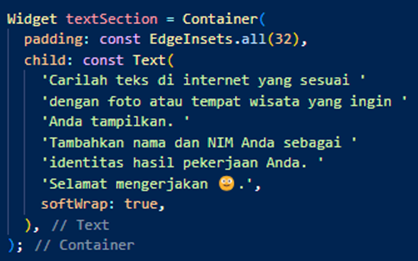 Widget textSection = Container(
  padding: const EdgeInsets.all(32),
  child: const Text(
    'Carilah teks di internet yang sesuai '
    'dengan foto atau tempat wisata yang ingin '
    'Anda tampilkan. '
    'Tambahkan nama dan NIM Anda sebagai '
    'identitas hasil pekerjaan Anda. '
    'Selamat mengerjakan 🙂.',
    softWrap: true,
  ), // Text
); // Container